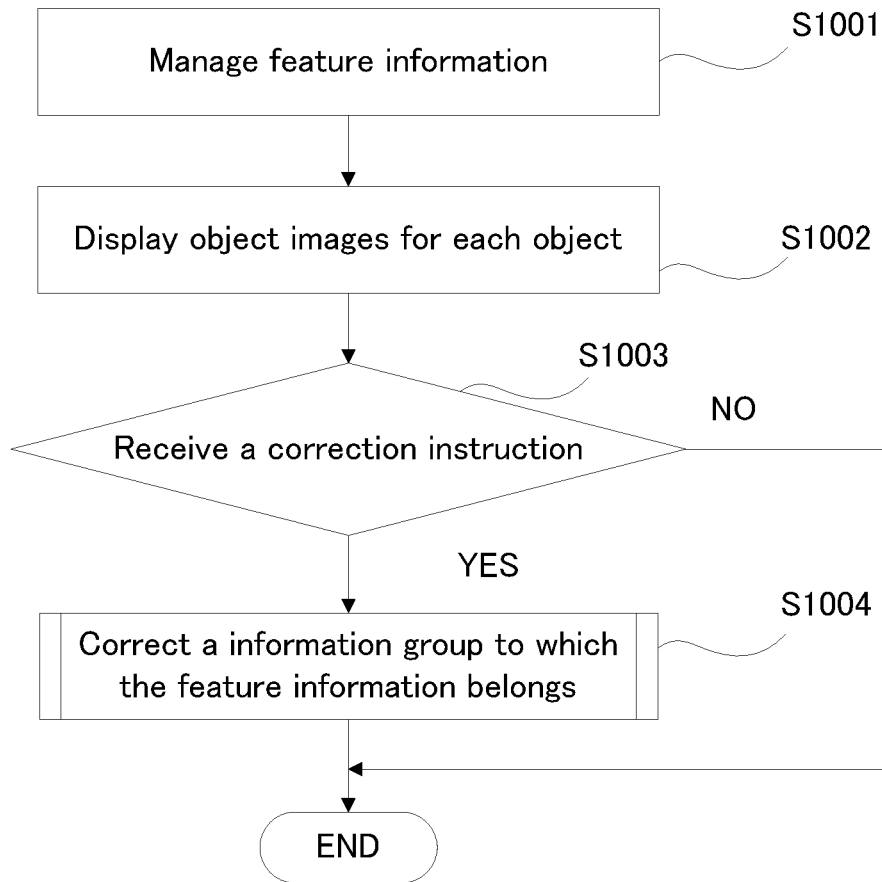 S1001
Manage feature information
Display object images for each object
S1002
S1003
NO
Receive a correction instruction
YES
S1004
Correct a information group to which
the feature information belongs
END